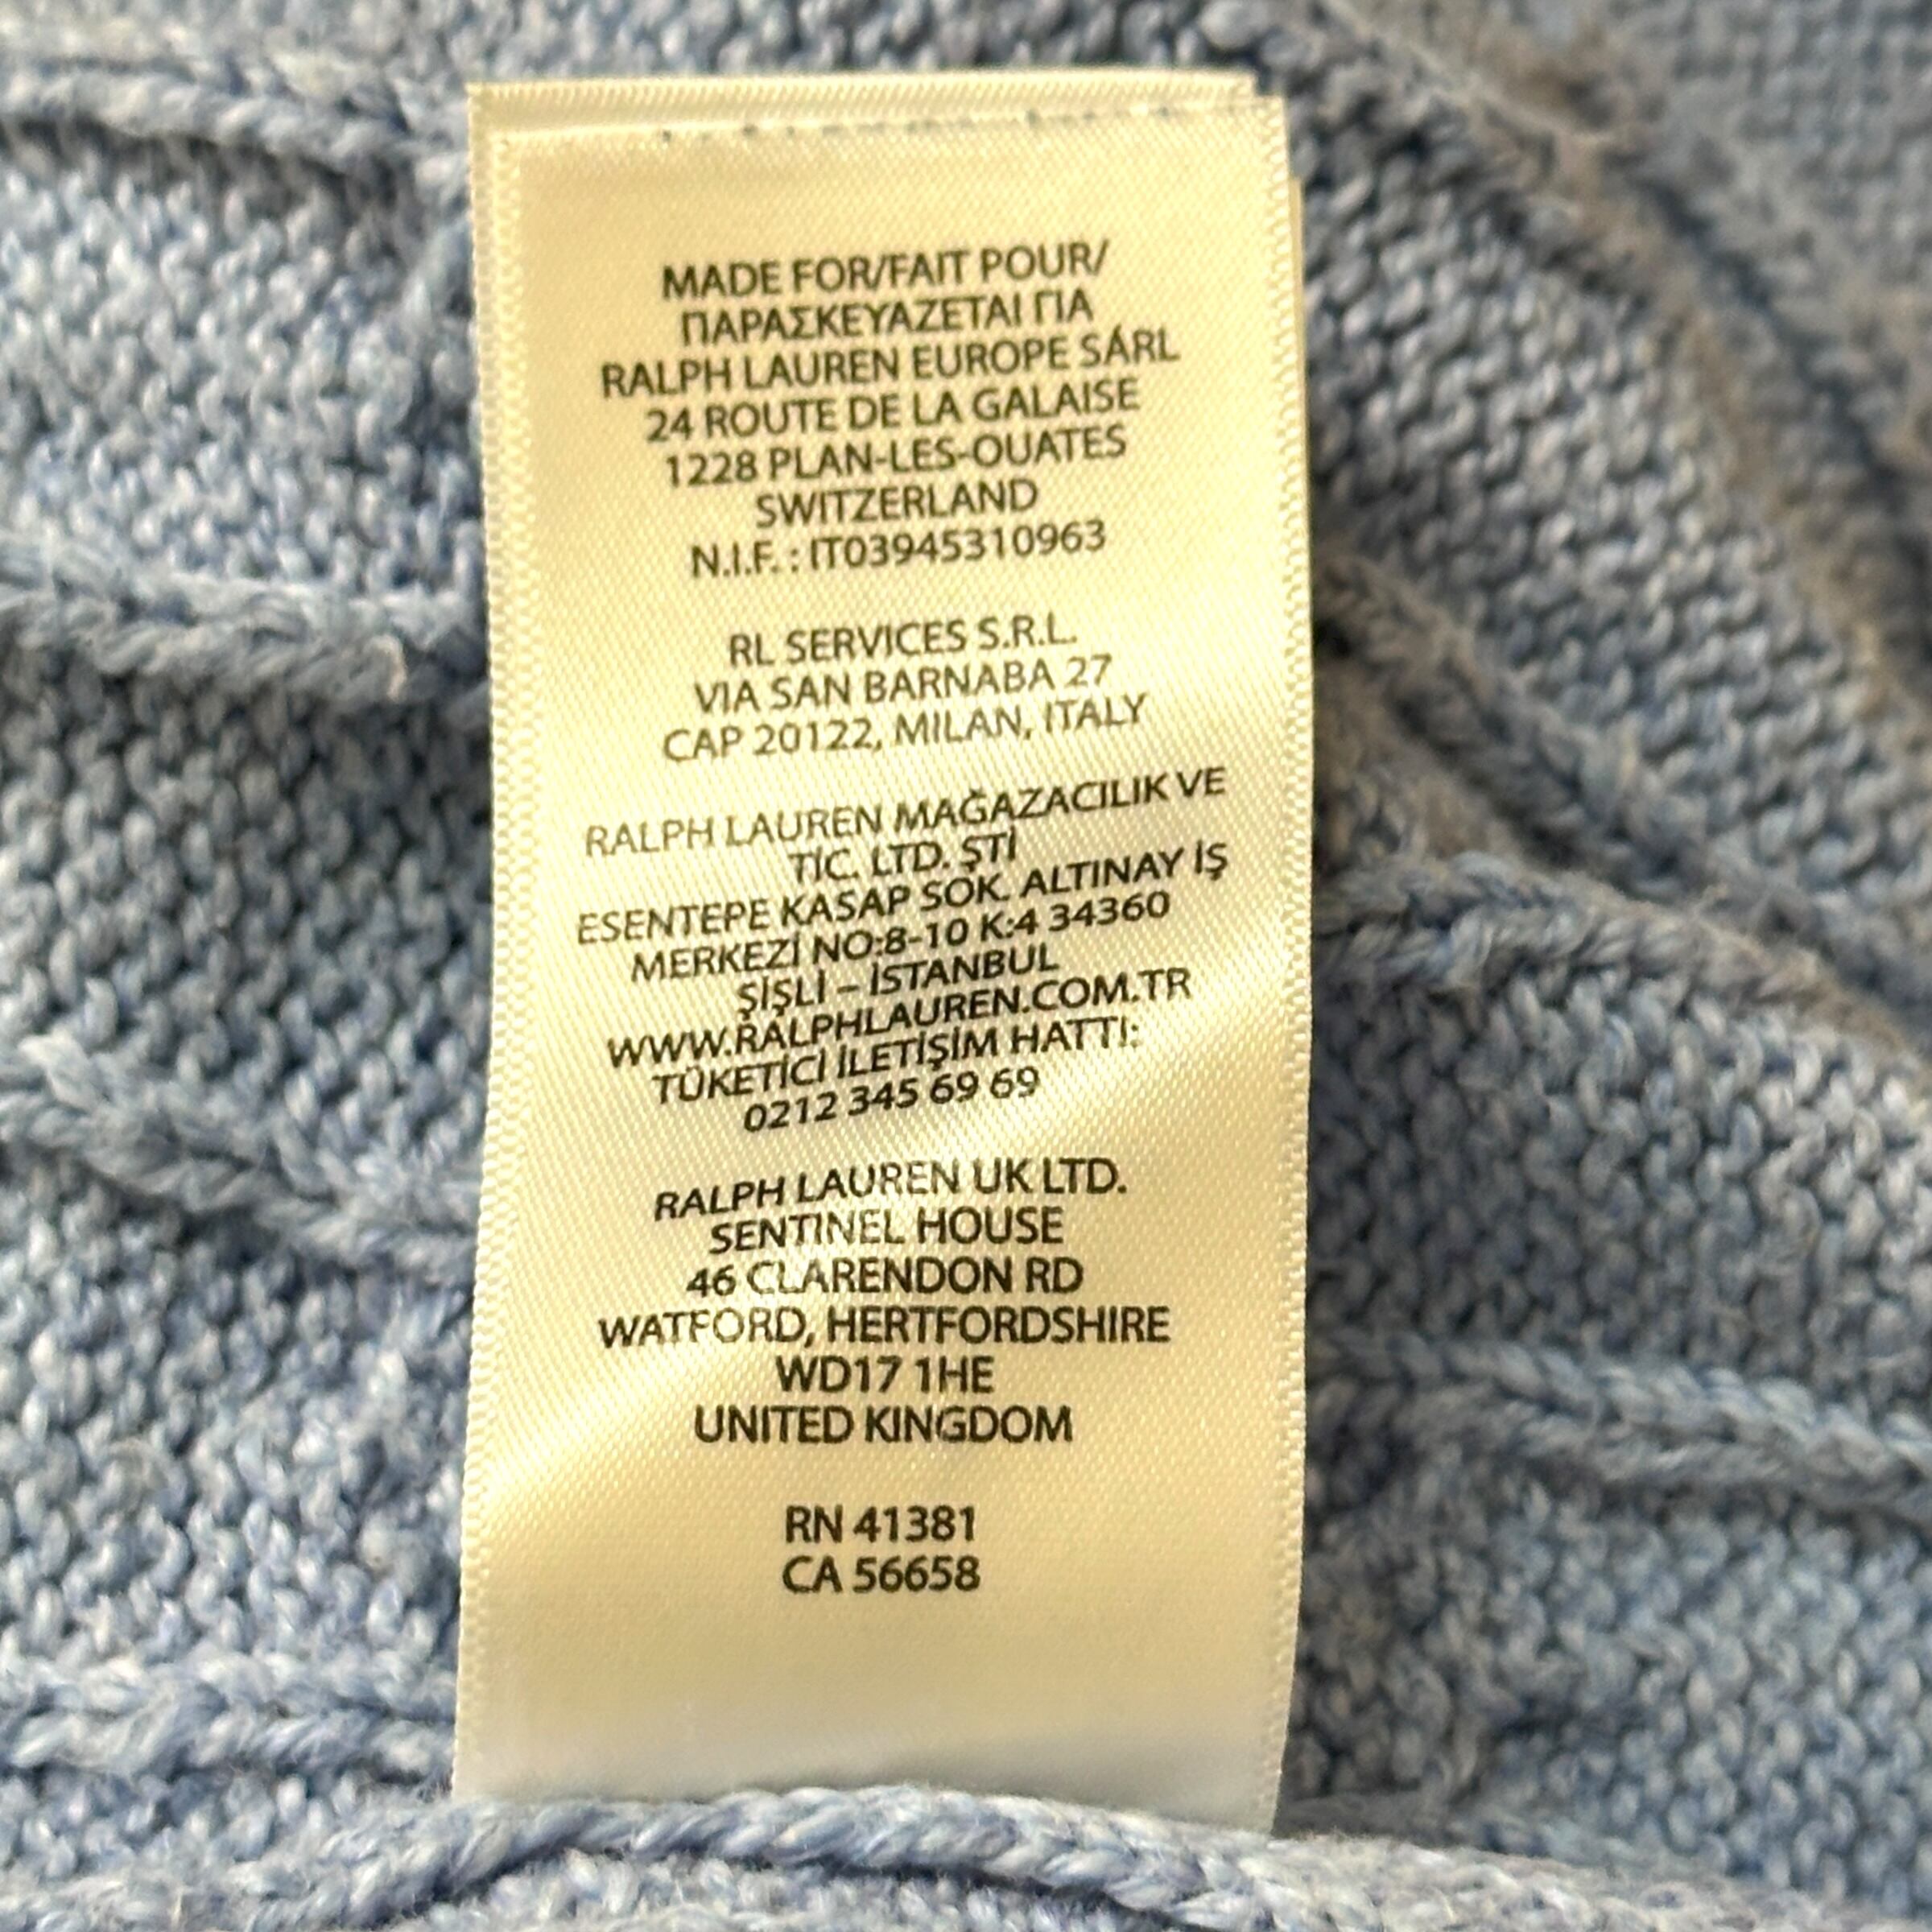 MADE FOR/FAIT POUR/
ΠΑΡΑΣΚΕΥΑΖΕΤΑΙ ΓΙΑ
RALPH LAUREN EUROPE SÁRL
24 ROUTE DE LA GALAISE
1228 PLAN-LES-OUATES
SWITZERLAND
N.I.F. : IT03945310963
RL SERVICES S.R.L.
VIA SAN BARNABA 27
CAP 20122, MILAN, ITALY
RALPH LAUREN MAĞAZACILIK VE
TİC. LTD. ŞTİ
ESENTEPE KASAP SOK. ALTINAY İŞ
MERKEZİ NO:8-10 K:4 34360
ŞİŞLİ – İSTANBUL
WWW.RALPHLAUREN.COM.TR
TÜKETİCİ İLETİŞİM HATTI:
0212 345 69 69
RALPH LAUREN UK LTD.
SENTINEL HOUSE
46 CLARENDON RD
WATFORD, HERTFORDSHIRE
WD17 1HE
UNITED KINGDOM
RN 41381
CA 56658